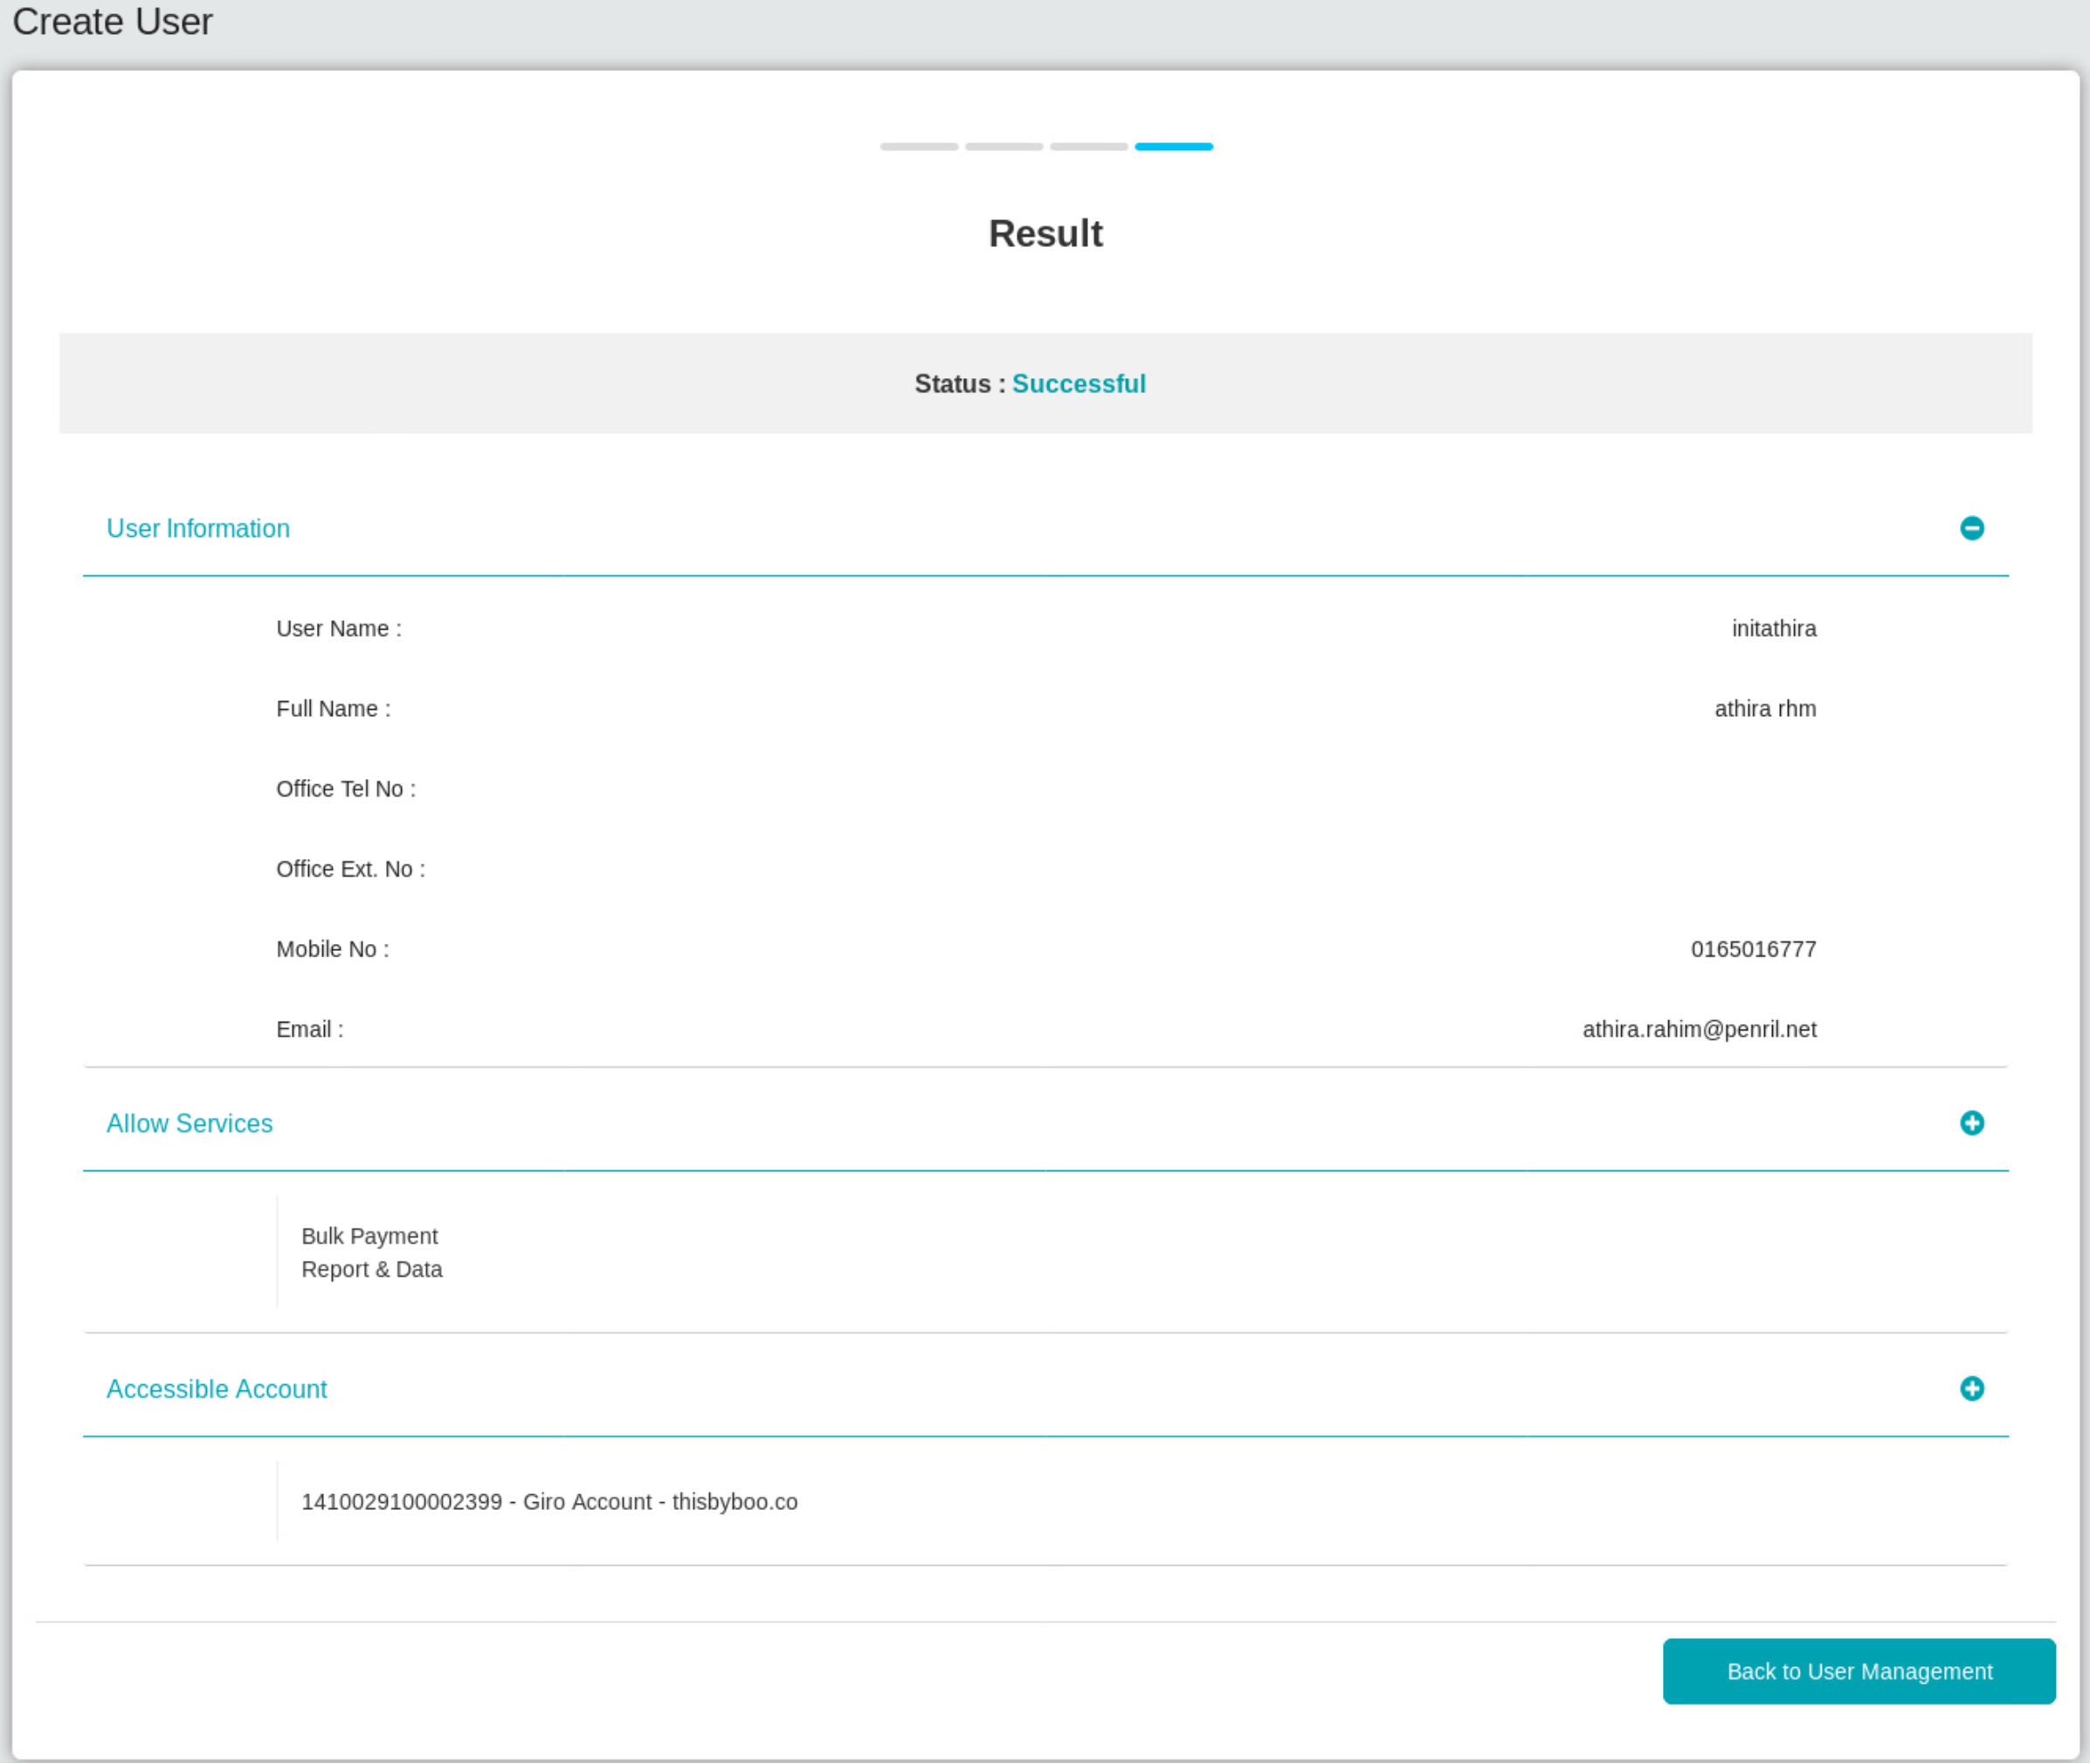 Create User
Result
Status : Successful
User Information
User Name : initathira
Full Name : athira rhm
Office Tel No :
Office Ext. No :
Mobile No : 0165016777
Email : athira.rahim@penril.net
Allow Services
Bulk Payment
Report & Data
Accessible Account
1410029100002399 - Giro Account - thisbyboo.co
Back to User Management